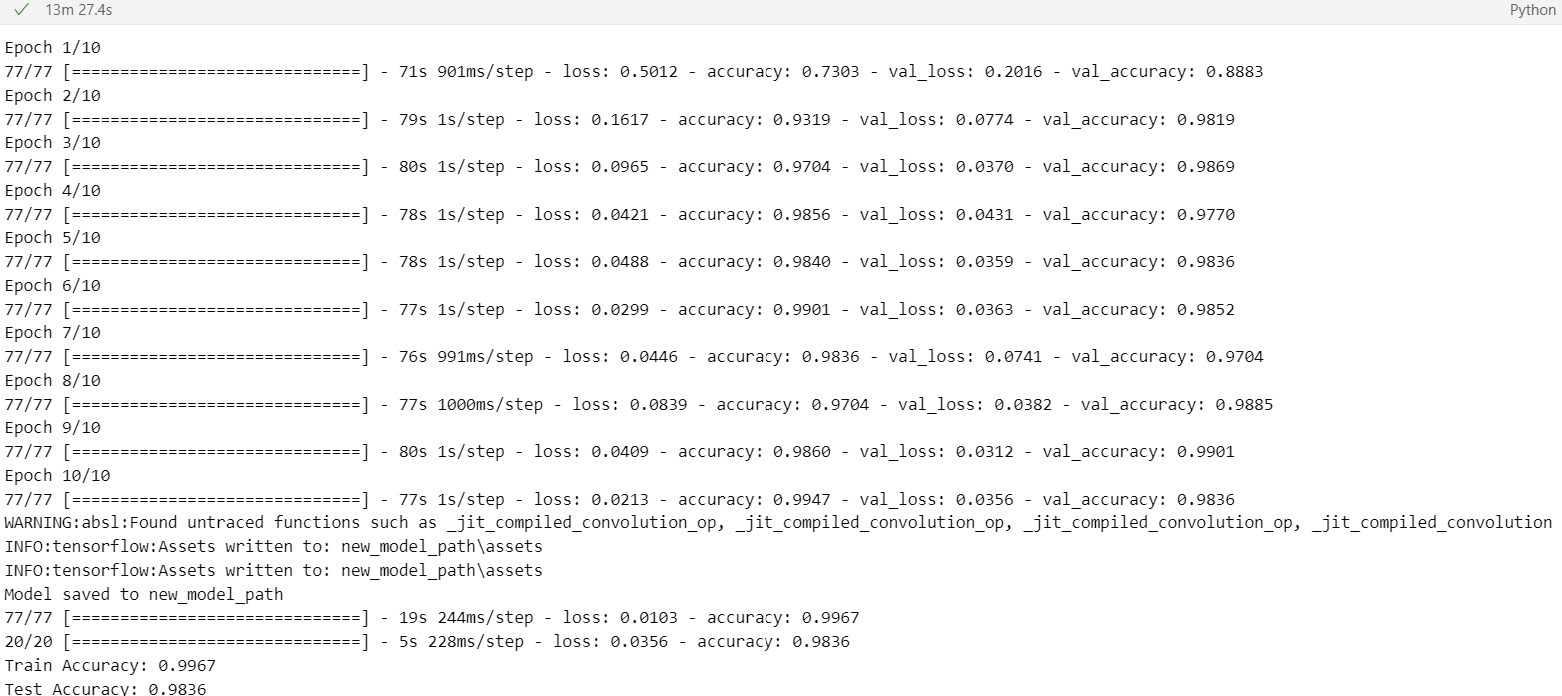 ✓ 13m 27.4s Python
Epoch 1/10
77/77 [==============================] - 71s 901ms/step - loss: 0.5012 - accuracy: 0.7303 - val_loss: 0.2016 - val_accuracy: 0.8883
Epoch 2/10
77/77 [==============================] - 79s 1s/step - loss: 0.1617 - accuracy: 0.9319 - val_loss: 0.0774 - val_accuracy: 0.9819
Epoch 3/10
77/77 [==============================] - 80s 1s/step - loss: 0.0965 - accuracy: 0.9704 - val_loss: 0.0370 - val_accuracy: 0.9869
Epoch 4/10
77/77 [==============================] - 78s 1s/step - loss: 0.0421 - accuracy: 0.9856 - val_loss: 0.0431 - val_accuracy: 0.9770
Epoch 5/10
77/77 [==============================] - 78s 1s/step - loss: 0.0488 - accuracy: 0.9840 - val_loss: 0.0359 - val_accuracy: 0.9836
Epoch 6/10
77/77 [==============================] - 77s 1s/step - loss: 0.0299 - accuracy: 0.9901 - val_loss: 0.0363 - val_accuracy: 0.9852
Epoch 7/10
77/77 [==============================] - 76s 991ms/step - loss: 0.0446 - accuracy: 0.9836 - val_loss: 0.0741 - val_accuracy: 0.9704
Epoch 8/10
77/77 [==============================] - 77s 1000ms/step - loss: 0.0839 - accuracy: 0.9704 - val_loss: 0.0382 - val_accuracy: 0.9885
Epoch 9/10
77/77 [==============================] - 80s 1s/step - loss: 0.0409 - accuracy: 0.9860 - val_loss: 0.0312 - val_accuracy: 0.9901
Epoch 10/10
77/77 [==============================] - 77s 1s/step - loss: 0.0213 - accuracy: 0.9947 - val_loss: 0.0356 - val_accuracy: 0.9836
WARNING:absl:Found untraced functions such as _jit_compiled_convolution_op, _jit_compiled_convolution_op, _jit_compiled_convolution_op, _jit_compiled_convolution
INFO:tensorflow:Assets written to: new_model_path\assets
INFO:tensorflow:Assets written to: new_model_path\assets
Model saved to new_model_path
77/77 [==============================] - 19s 244ms/step - loss: 0.0103 - accuracy: 0.9967
20/20 [==============================] - 5s 228ms/step - loss: 0.0356 - accuracy: 0.9836
Train Accuracy: 0.9967
Test Accuracy: 0.9836